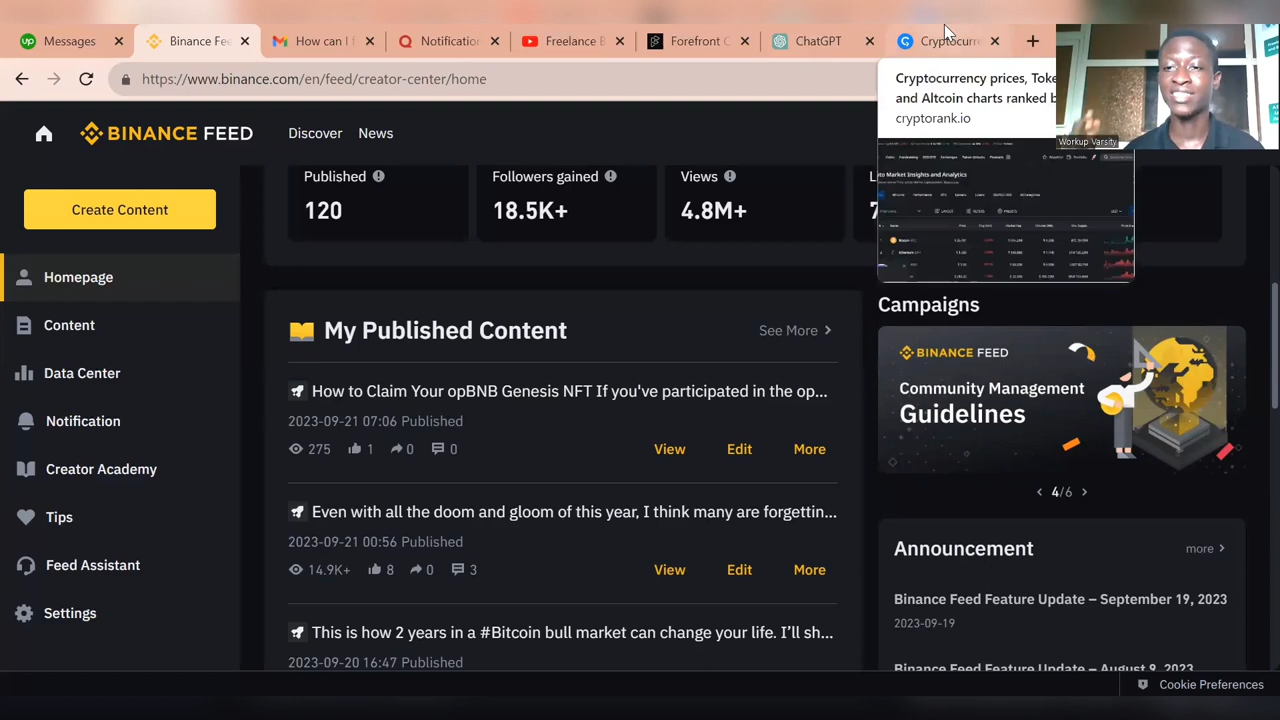 Messages
Binance Fe
How can I f
Notification
Freelance B
Forefront C
ChatGPT
Cryptocurre
https://www.binance.com/en/feed/creator-center/home
Cryptocurrency prices, Toke
and Altcoin charts ranked b
cryptorank.io
Workup Varsity
BINANCE FEED
Discover
News
Create Content
Homepage
Content
Data Center
Notification
Creator Academy
Tips
Feed Assistant
Settings
Published
120
Followers gained
18.5K+
Views
4.8M+
My Published Content
See More
How to Claim Your opBNB Genesis NFT If you've participated in the op...
2023-09-21 07:06 Published
275 1 0 0
View Edit More
Even with all the doom and gloom of this year, I think many are forgettin...
2023-09-21 00:56 Published
14.9K+ 8 0 3
View Edit More
This is how 2 years in a #Bitcoin bull market can change your life. I'll sh...
2023-09-20 16:47 Published
Campaigns
BINANCE FEED
Community Management
Guidelines
4/6
Announcement
more
Binance Feed Feature Update – September 19, 2023
2023-09-19
Binance Feed Feature Update – August 9, 2023
Cookie Preferences